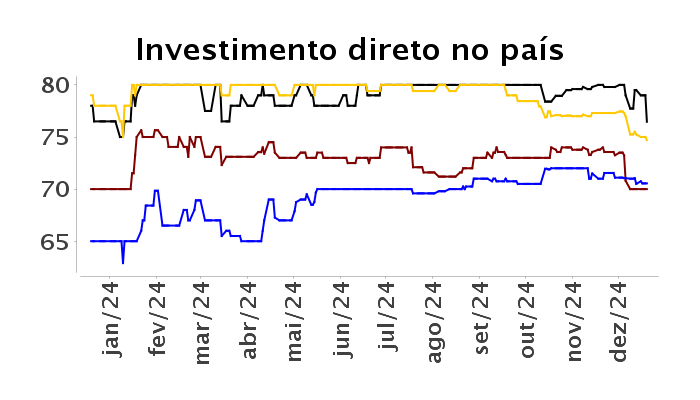 Investimento direto no país
80
75
70
65
jan/24
fev/24
mar/24
abr/24
mai/24
jun/24
jul/24
ago/24
set/24
out/24
nov/24
dez/24